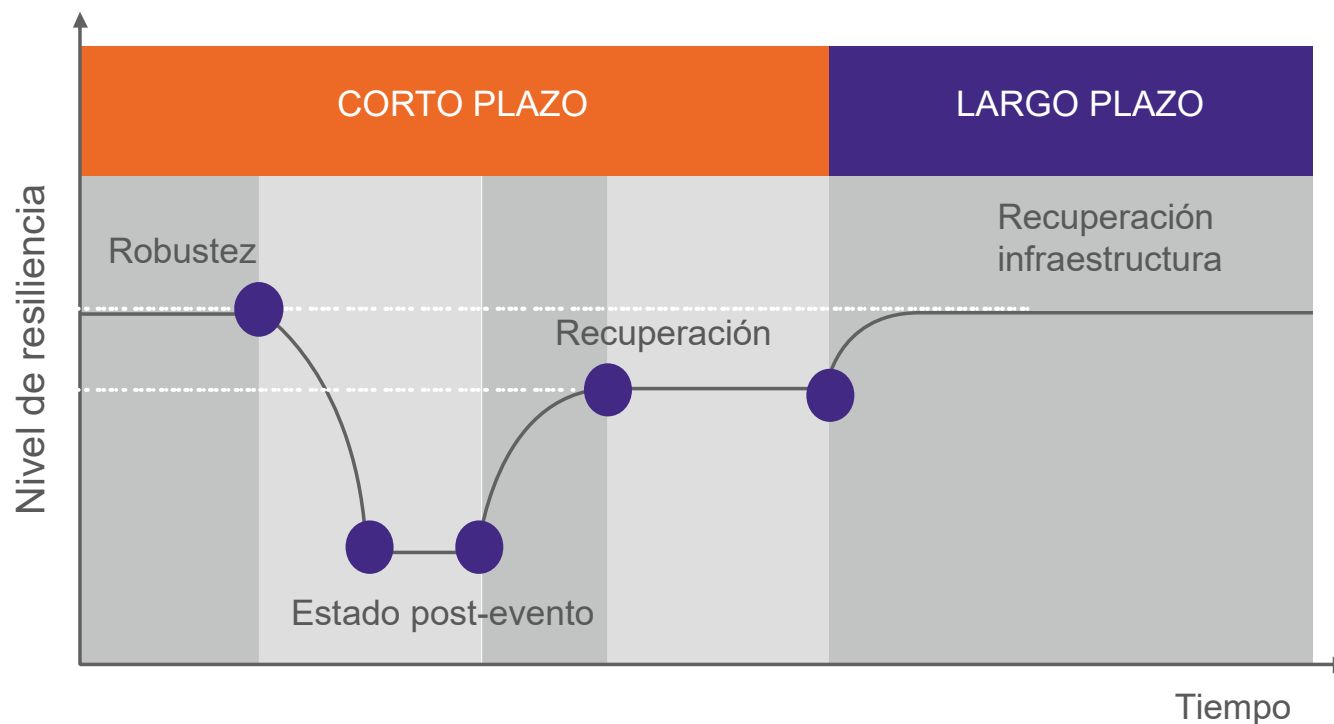 CORTO PLAZO
LARGO PLAZO
Nivel de resiliencia
Robustez
Recuperación
infraestructura
Recuperación
Estado post-evento
Tiempo